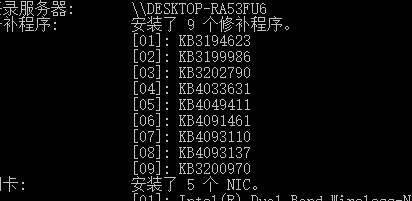 录服务器: \\DESKTOP-RA53FU6
补程序: 安装了 9 个修补程序。
[01]: KB3194623
[02]: KB3199986
[03]: KB3202790
[04]: KB4033631
[05]: KB4049411
[06]: KB4091461
[07]: KB4093110
[08]: KB4093137
[09]: KB3200970
卡: 安装了 5 个 NIC。
[01]: Intel(R) Dual Band Wireless-N